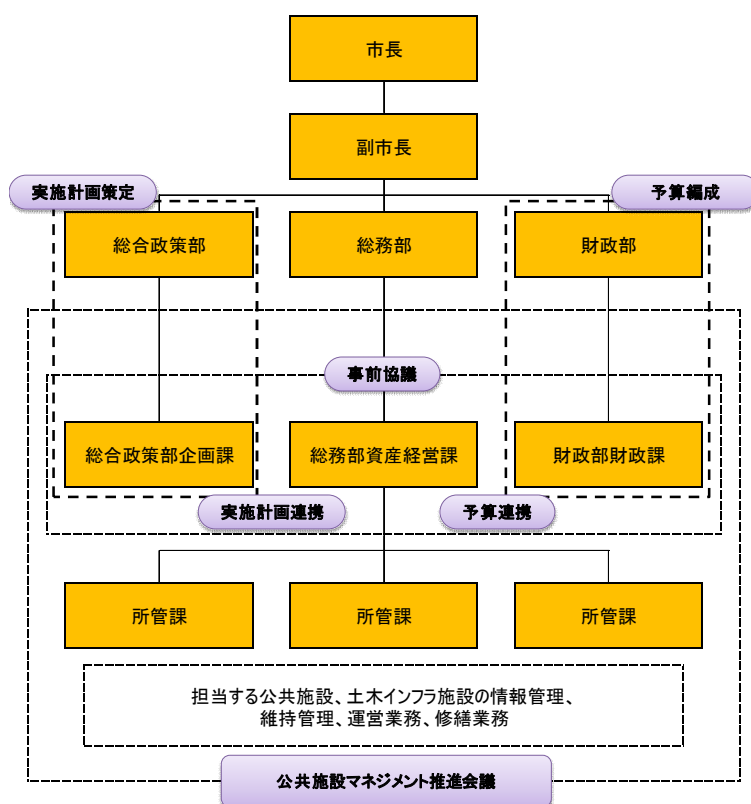 市長
副市長
実施計画策定
予算編成
総合政策部
総務部
財政部
事前協議
総合政策部企画課
総務部資産経営課
財政部財政課
実施計画連携
予算連携
所管課
所管課
所管課
担当する公共施設、土木インフラ施設の情報管理、
維持管理、運営業務、修繕業務
公共施設マネジメント推進会議